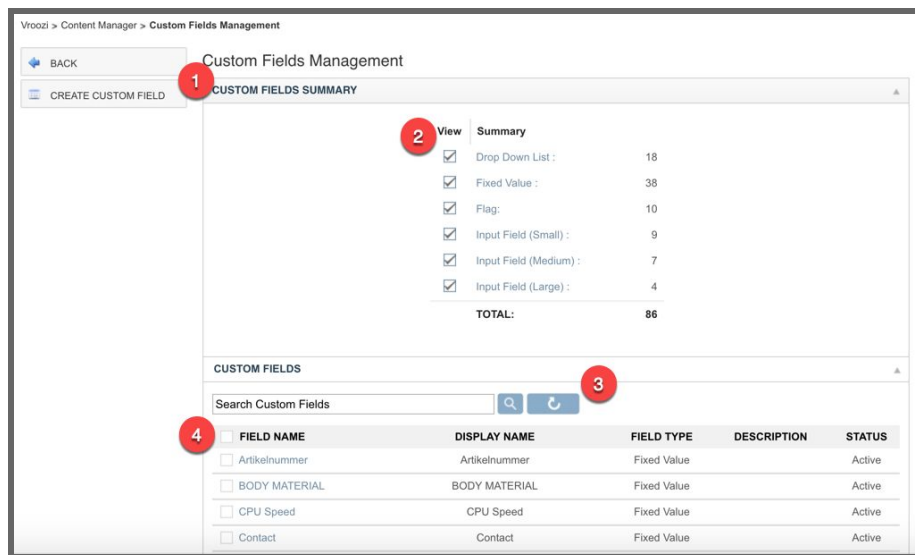 Vroozi > Content Manager > Custom Fields Management
BACK
Custom Fields Management
1
CREATE CUSTOM FIELD
CUSTOM FIELDS SUMMARY
2
View Summary
Drop Down List : 18
Fixed Value : 38
Flag: 10
Input Field (Small) : 9
Input Field (Medium) : 7
Input Field (Large) : 4
TOTAL: 86
CUSTOM FIELDS
3
Search Custom Fields
4
FIELD NAME DISPLAY NAME FIELD TYPE DESCRIPTION STATUS
Artikelnummer Artikelnummer Fixed Value Active
BODY MATERIAL BODY MATERIAL Fixed Value Active
CPU Speed CPU Speed Fixed Value Active
Contact Contact Fixed Value Active